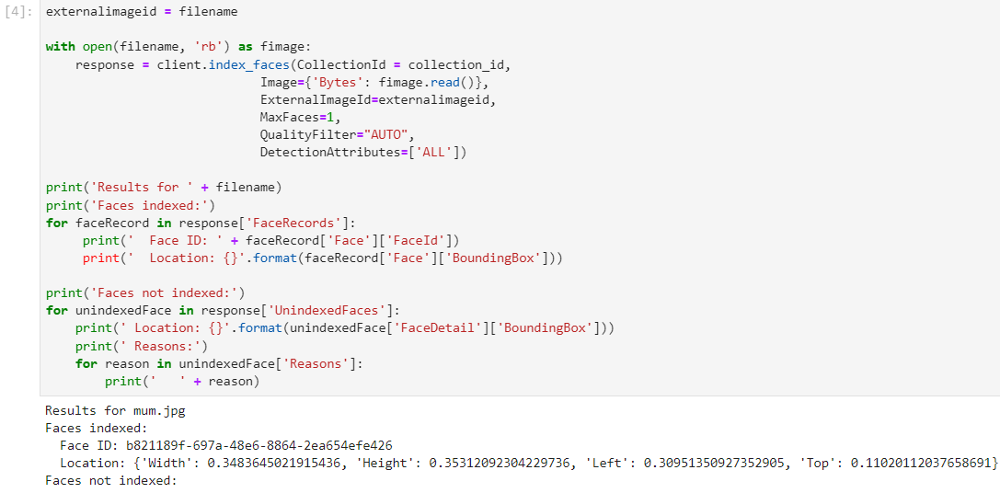 [4]: externalimageid = filename
with open(filename, 'rb') as fimage:
    response = client.index_faces(CollectionId = collection_id,
                             Image={'Bytes': fimage.read()},
                             ExternalImageId=externalimageid,
                             MaxFaces=1,
                             QualityFilter="AUTO",
                             DetectionAttributes=['ALL'])
print('Results for ' + filename)
print('Faces indexed:')
for faceRecord in response['FaceRecords']:
     print('  Face ID: ' + faceRecord['Face']['FaceId'])
     print('  Location: {}'.format(faceRecord['Face']['BoundingBox']))
print('Faces not indexed:')
for unindexedFace in response['UnindexedFaces']:
    print(' Location: {}'.format(unindexedFace['FaceDetail']['BoundingBox']))
    print(' Reasons:')
    for reason in unindexedFace['Reasons']:
        print('   ' + reason)
Results for mum.jpg
Faces indexed:
  Face ID: b821189f-697a-48e6-8864-2ea654efe426
  Location: {'Width': 0.3483645021915436, 'Height': 0.35312092304229736, 'Left': 0.30951350927352905, 'Top': 0.11020112037658691}
Faces not indexed: